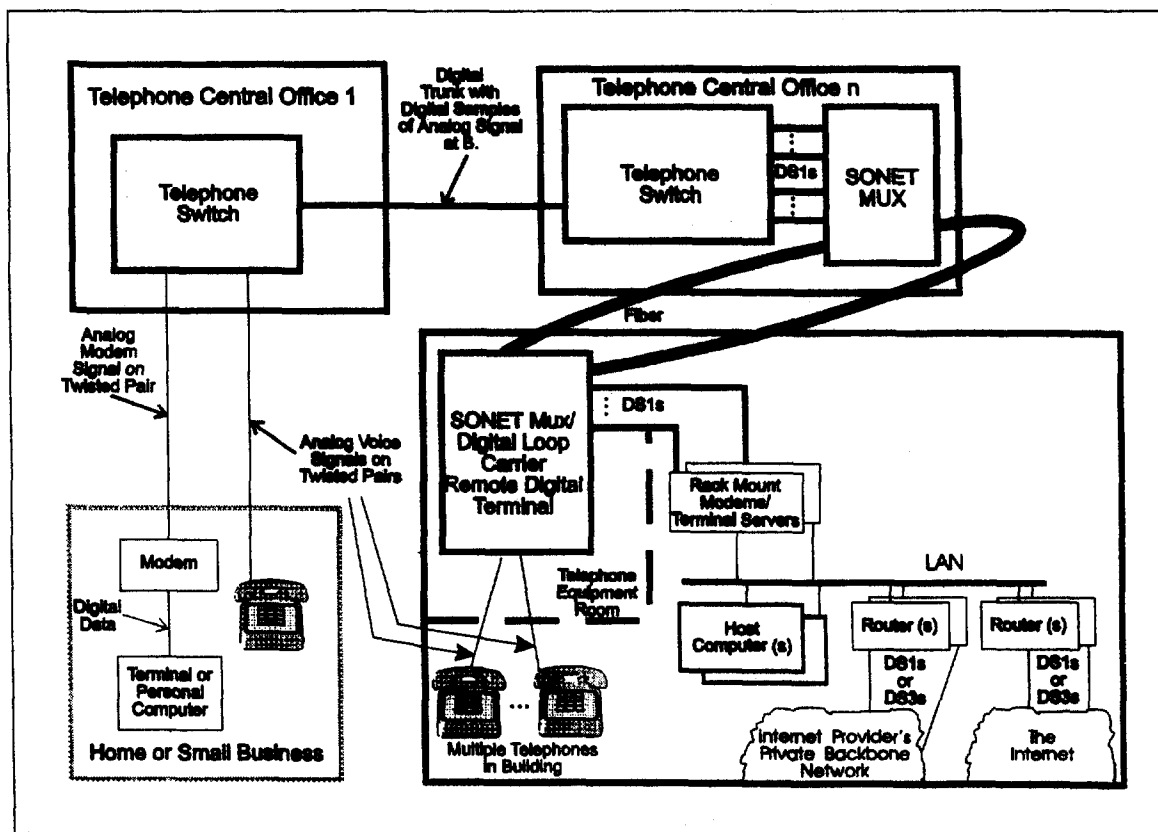 Telephone Central Office 1
Telephone
Switch
Digital
Trunk with
Digital Samples
of Analog Signal
at B.
Telephone Central Office n
Telephone
Switch
DS1s
SONET
MUX
Fiber
Analog
Modem
Signal on
Twisted Pair
Analog Voice
Signals on
Twisted Pairs
Modem
Digital
Data
Terminal or
Personal
Computer
Home or Small Business
SONET Mux/
Digital Loop
Carrier
Remote Digital
Terminal
DS1s
Rack Mount
Modems/
Terminal Servers
Telephone
Equipment
Room
LAN
Host
Computer (s)
Router (s)
Router (s)
DS1s
or
DS3s
DS1s
or
DS3s
Multiple Telephones
in Building
Internet Provider's
Private Backbone
Network
The
Internet